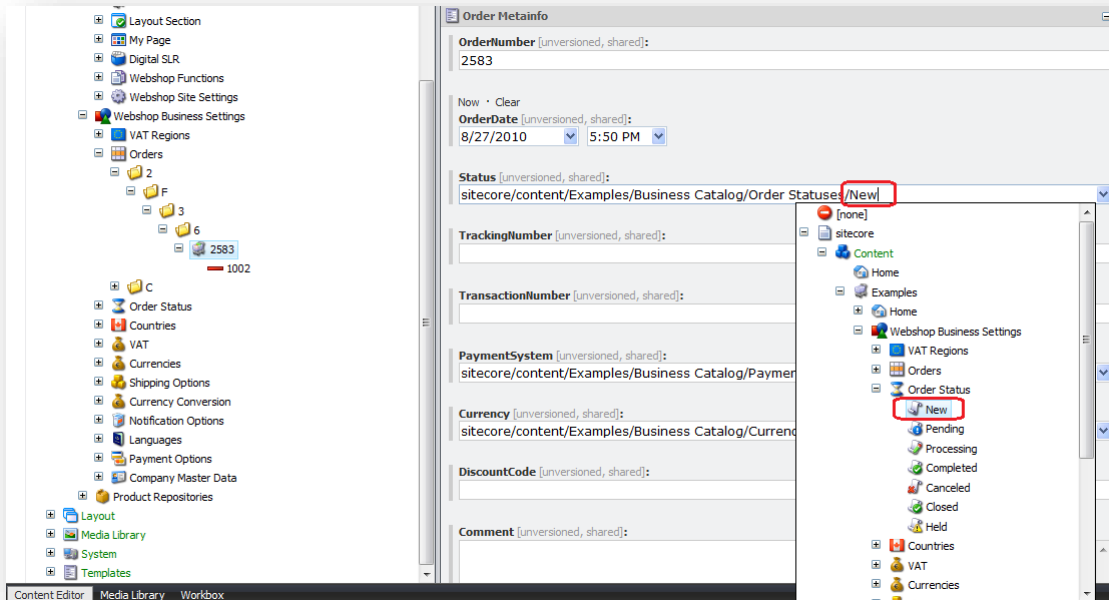 Layout Section
My Page
Digital SLR
Webshop Functions
Webshop Site Settings
Webshop Business Settings
VAT Regions
Orders
2
F
3
6
2583
1002
C
Order Status
Countries
VAT
Currencies
Shipping Options
Currency Conversion
Notification Options
Languages
Payment Options
Company Master Data
Product Repositories
Layout
Media Library
System
Templates
Content Editor Media Library Workbox
Order Metainfo
OrderNumber [unversioned, shared]:
2583
Now · Clear
OrderDate [unversioned, shared]:
8/27/2010 5:50 PM
Status [unversioned, shared]:
sitecore/content/Examples/Business Catalog/Order Statuses/New
TrackingNumber [unversioned, shared]:
TransactionNumber [unversioned, shared]:
PaymentSystem [unversioned, shared]:
sitecore/content/Examples/Business Catalog/Paymen
Currency [unversioned, shared]:
sitecore/content/Examples/Business Catalog/Currenc
DiscountCode [unversioned, shared]:
Comment [unversioned, shared]:
[none]
sitecore
Content
Home
Examples
Home
Webshop Business Settings
VAT Regions
Orders
Order Status
New
Pending
Processing
Completed
Canceled
Closed
Held
Countries
VAT
Currencies